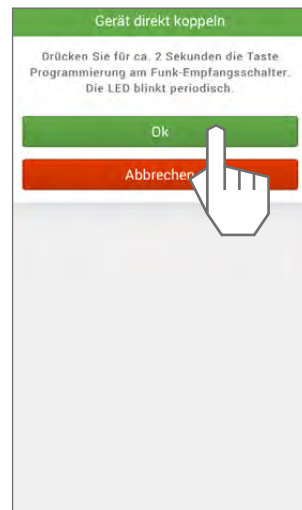 Gerät direkt koppeln
Drücken Sie für ca. 2 Sekunden die Taste
Programmierung am Funk-Empfangsschalter.
Die LED blinkt periodisch.
Ok
Abbrechen